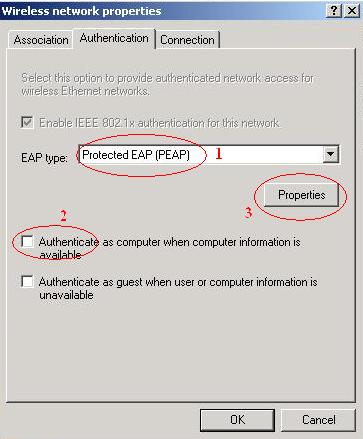 Wireless network properties
Association Authentication Connection
Select this option to provide authenticated network access for
wireless Ethernet networks.
Enable IEEE 802.1x authentication for this network
EAP type: Protected EAP (PEAP) 1
Properties
3
2
Authenticate as computer when computer information is
available
Authenticate as guest when user or computer information is
unavailable
OK Cancel